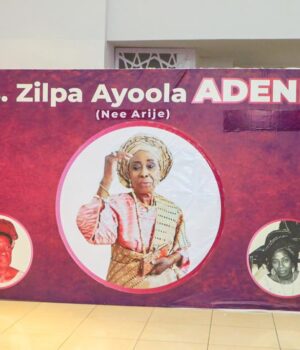 . Zilpa Ayoola ADEN
(Nee Arije)